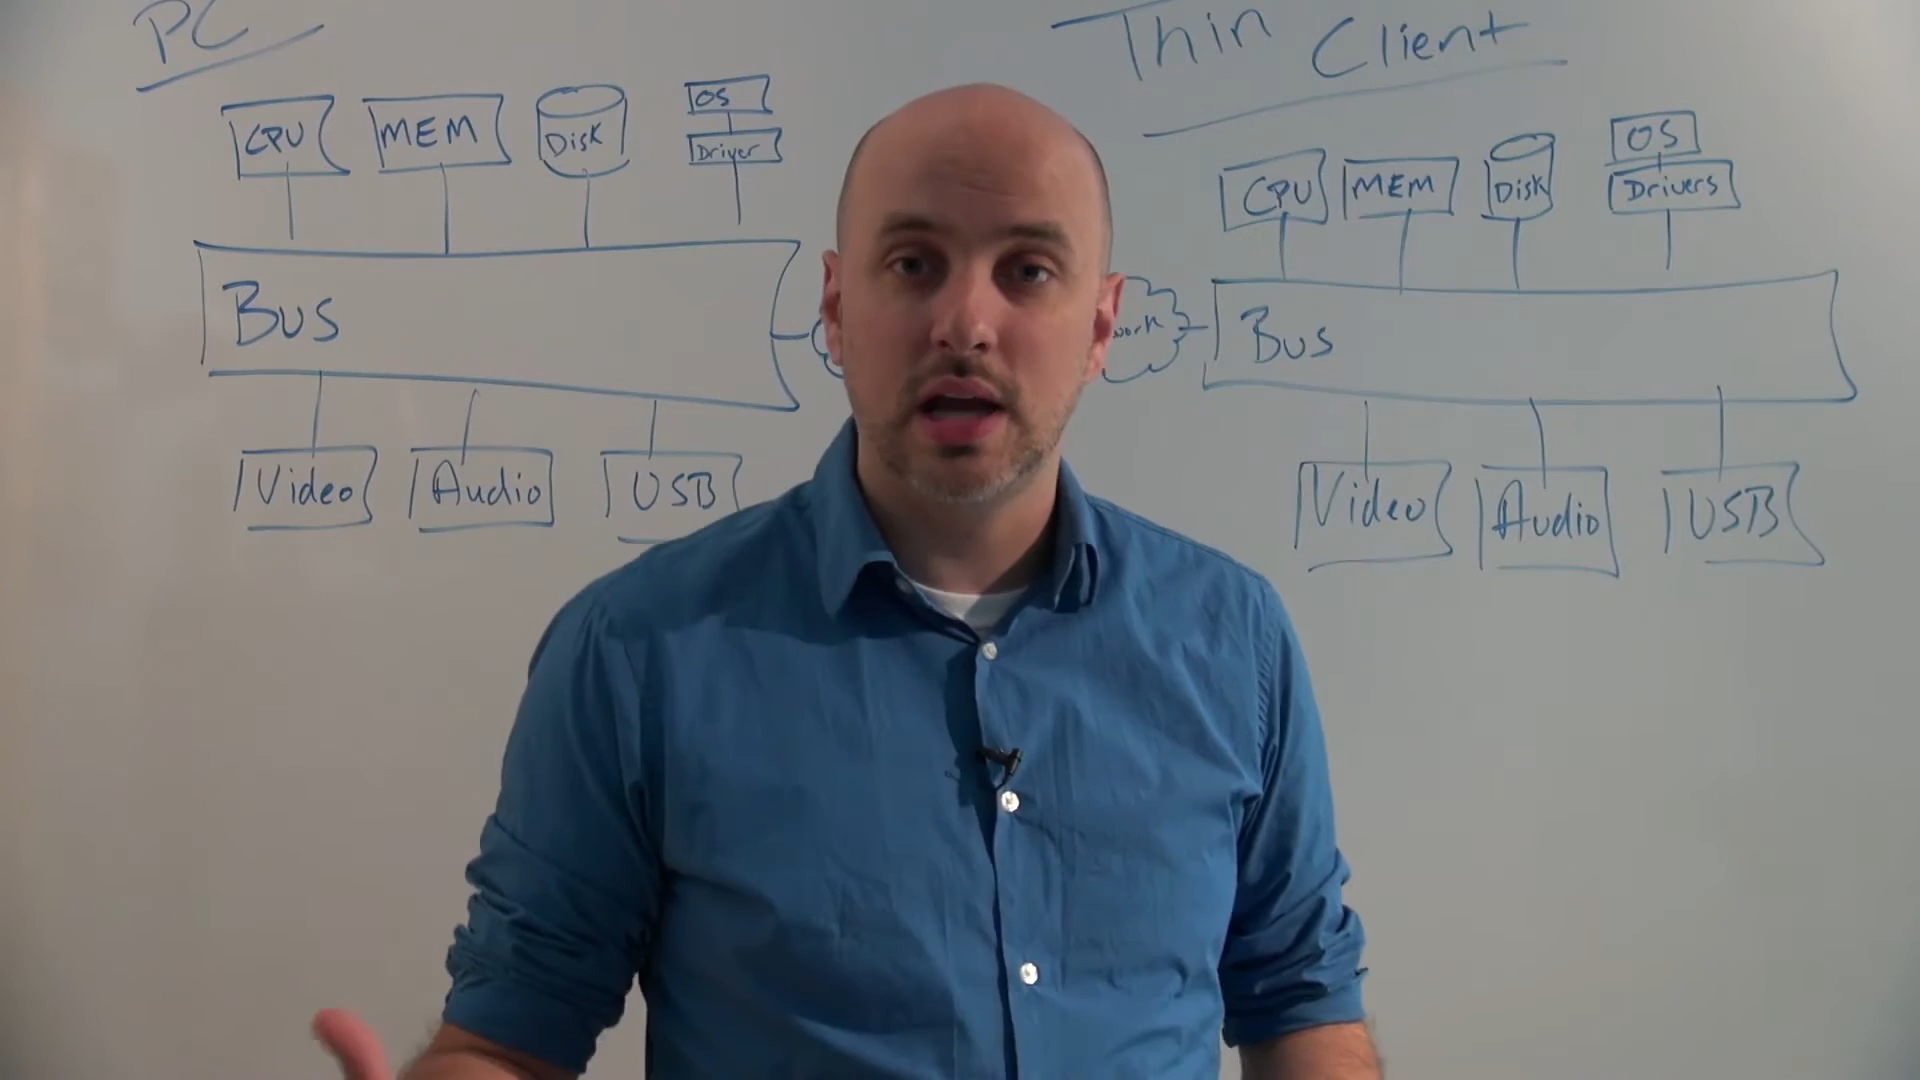 PC
CPU
MEM
Disk
OS
Driver
Bus
Video
Audio
USB
Thin Client
CPU
MEM
Disk
OS
Drivers
Bus
Video
Audio
USB